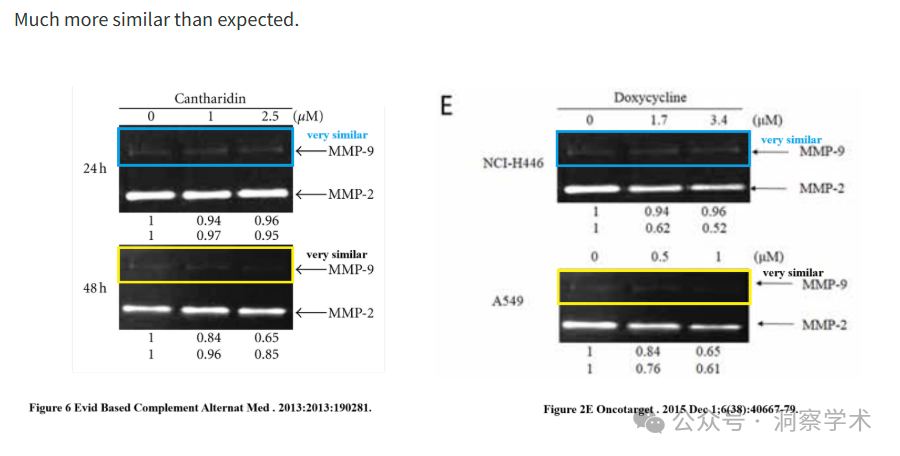 Much more similar than expected.
Cantharidin
0 1 2.5 (μM)
very similar
MMP-9
24 h
MMP-2
1 0.94 0.96
1 0.97 0.95
very similar
MMP-9
48 h
MMP-2
1 0.84 0.65
1 0.96 0.85
Figure 6 Evid Based Complement Alternat Med . 2013:2013:190281.
E
Doxycycline
0 1.7 3.4 (μM)
very similar
MMP-9
NCI-H446
MMP-2
1 0.94 0.96
1 0.62 0.52
0 0.5 1 (μM)
very similar
MMP-9
A549
MMP-2
1 0.84 0.65
1 0.76 0.61
Figure 2E Oncotarget . 2015 Dec 1;6(38):40667-79.
公众号 · 洞察学术